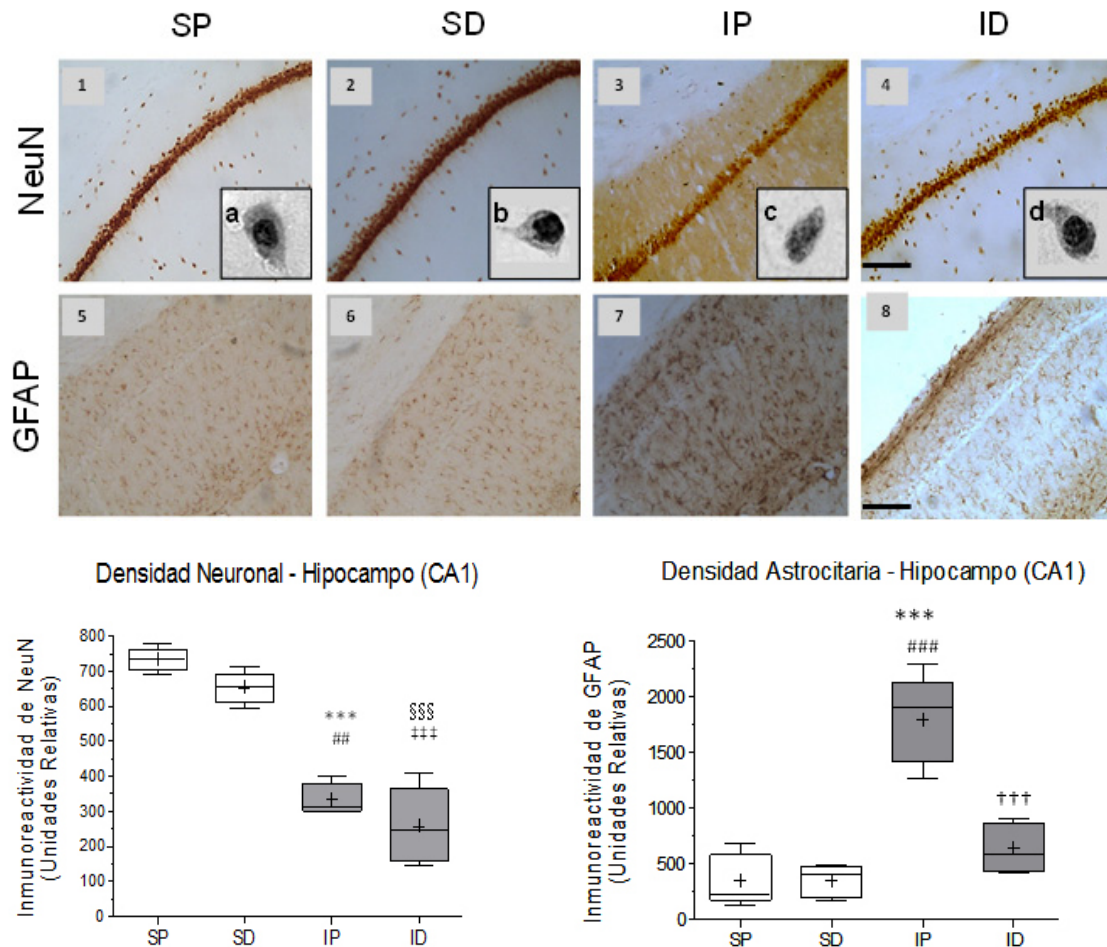 SP SD IP ID
NeuN
1 2 3 4
a b c d
GFAP
5 6 7 8
Densidad Neuronal - Hipocampo (CA1)
Inmunoreactividad de NeuN
(Unidades Relativas)
800
700
600
500
400
300
200
100
0
***
##
§§§
‡‡‡
SP SD IP ID
Densidad Astrocitaria - Hipocampo (CA1)
Inmunoreactividad de GFAP
(Unidades Relativas)
2500
2000
1500
1000
500
0
***
###
†††
SP SD IP ID